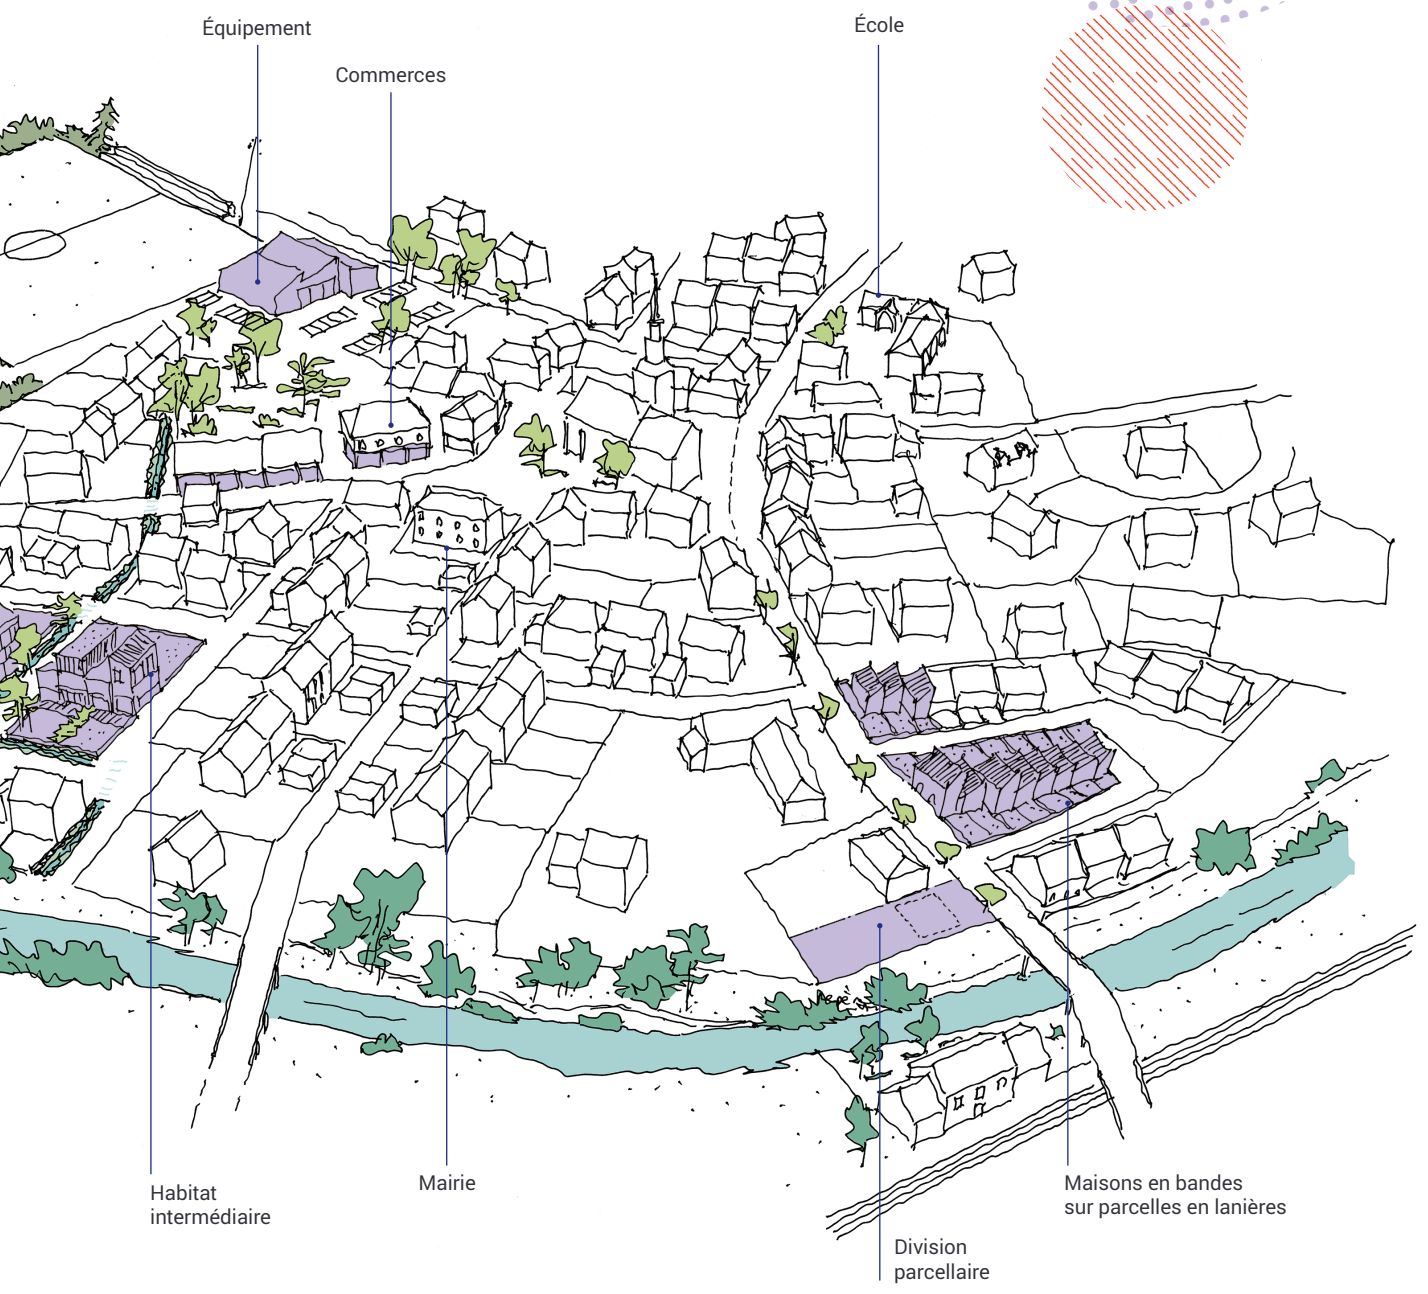 Équipement
École
Commerces
Habitat
intermédiaire
Mairie
Maisons en bandes
sur parcelles en lanières
Division
parcellaire